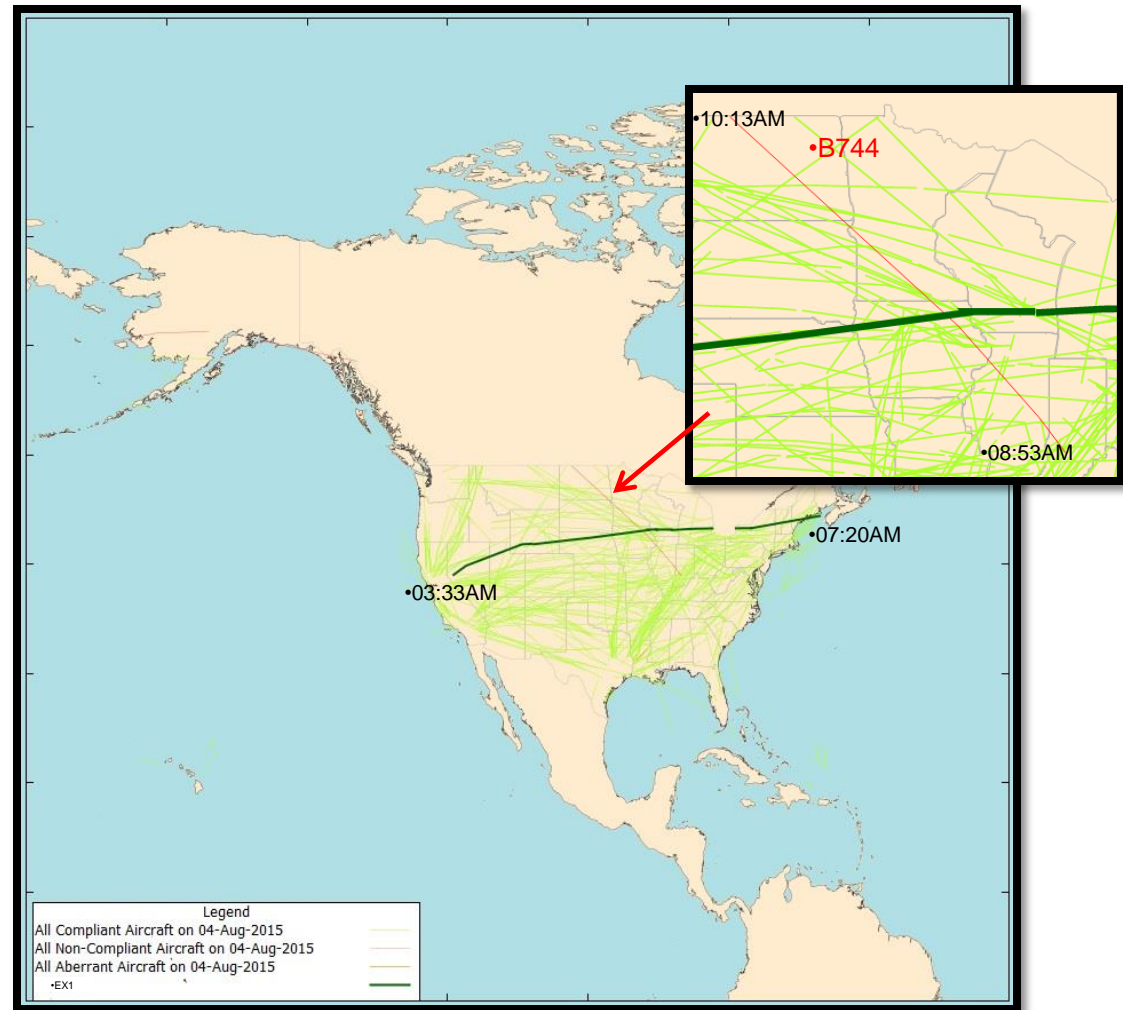 •10:13AM
•B744
•08:53AM
•07:20AM
•03:33AM
Legend
All Compliant Aircraft on 04-Aug-2015
All Non-Compliant Aircraft on 04-Aug-2015
All Aberrant Aircraft on 04-Aug-2015
•EX1